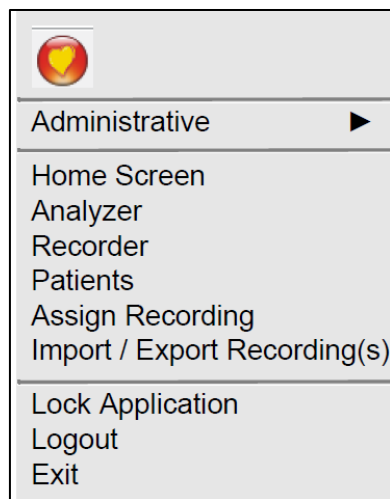 Administrative ►
Home Screen
Analyzer
Recorder
Patients
Assign Recording
Import / Export Recording(s)
Lock Application
Logout
Exit